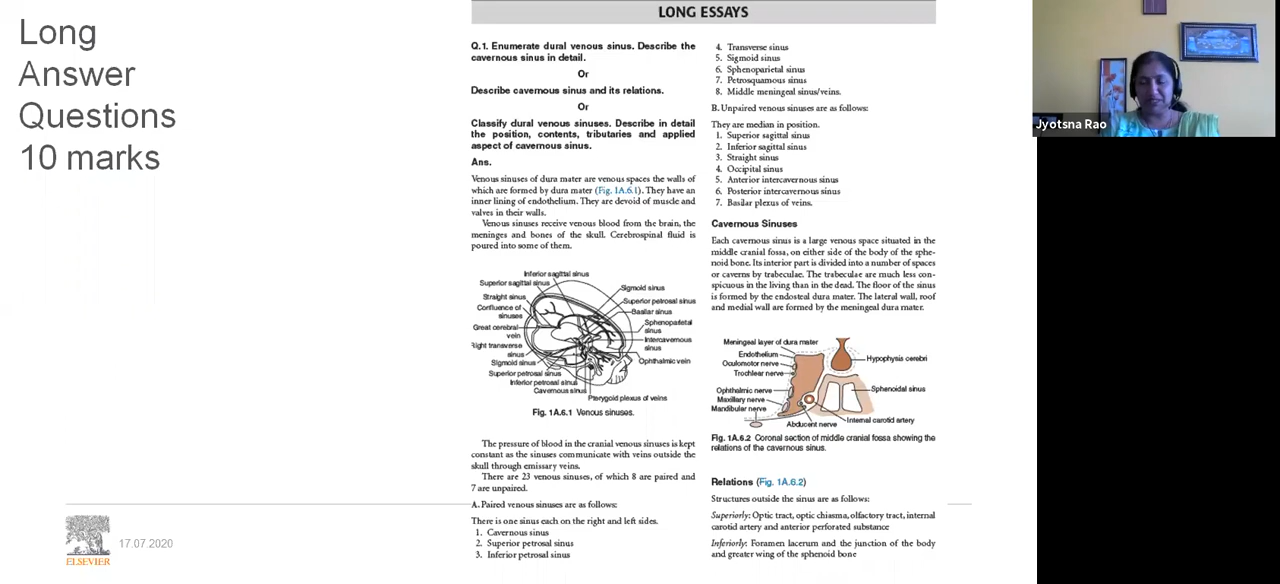 Long
Answer
Questions
10 marks
LONG ESSAYS
Q.1. Enumerate dural venous sinus. Describe the
cavernous sinus in detail.
Or
Describe cavernous sinus and its relations.
Or
Classify dural venous sinuses. Describe in detail
the position, contents, tributaries and applied
aspect of cavernous sinus.
Ans.
Venous sinuses of dura mater are venous spaces the walls of
which are formed by dura mater (Fig. 1A.6.1). They have an
inner lining of endothelium. They are devoid of muscle and
valves in their walls.
Venous sinuses receive venous blood from the brain, the
meninges and bones of the skull. Cerebrospinal fluid is
poured into some of them.
Inferior sagittal sinus
Superior sagittal sinus
Straight sinus
Confluence of
sinuses
Great cerebral
vein
Right transverse
sinus
Sigmoid sinus
Superior petrosal sinus
Inferior petrosal sinus
Cavernous sinus
Sigmoid sinus
Superior petrosal sinus
Basilar sinus
Sphenoparietal
sinus
Intercavernous
sinus
Ophthalmic vein
Pterygoid plexus of veins
Fig. 1A.6.1 Venous sinuses.
The pressure of blood in the cranial venous sinuses is kept
constant as the sinuses communicate with veins outside the
skull through emissary veins.
There are 23 venous sinuses, of which 8 are paired and
7 are unpaired.
A. Paired venous sinuses are as follows:
There is one sinus each on the right and left sides.
1. Cavernous sinus
2. Superior petrosal sinus
3. Inferior petrosal sinus
4. Transverse sinus
5. Sigmoid sinus
6. Sphenoparietal sinus
7. Petrosquamous sinus
8. Middle meningeal sinus/veins.
B. Unpaired venous sinuses are as follows:
They are median in position.
1. Superior sagittal sinus
2. Inferior sagittal sinus
3. Straight sinus
4. Occipital sinus
5. Anterior intercavernous sinus
6. Posterior intercavernous sinus
7. Basilar plexus of veins.
Cavernous Sinuses
Each cavernous sinus is a large venous space situated in the
middle cranial fossa, on either side of the body of the sphe-
noid bone. Its interior part is divided into a number of spaces
or caverns by trabeculae. The trabeculae are much less con-
spicuous in the living than in the dead. The floor of the sinus
is formed by the endosteal dura mater. The lateral wall, roof
and medial wall are formed by the meningeal dura mater.
Meningeal layer of dura mater
Endothelium
Oculomotor nerve
Trochlear nerve
Ophthalmic nerve
Maxillary nerve
Mandibular nerve
Abducent nerve
Hypophysis cerebri
Sphenoidal sinus
Internal carotid artery
Fig. 1A.6.2 Coronal section of middle cranial fossa showing the
relations of the cavernous sinus.
Relations (Fig. 1A.6.2)
Structures outside the sinus are as follows:
Superiorly: Optic tract, optic chiasma, olfactory tract, internal
carotid artery and anterior perforated substance
Inferiorly: Foramen lacerum and the junction of the body
and greater wing of the sphenoid bone
ELSEVIER
17.07.2020
Jyotsna Rao